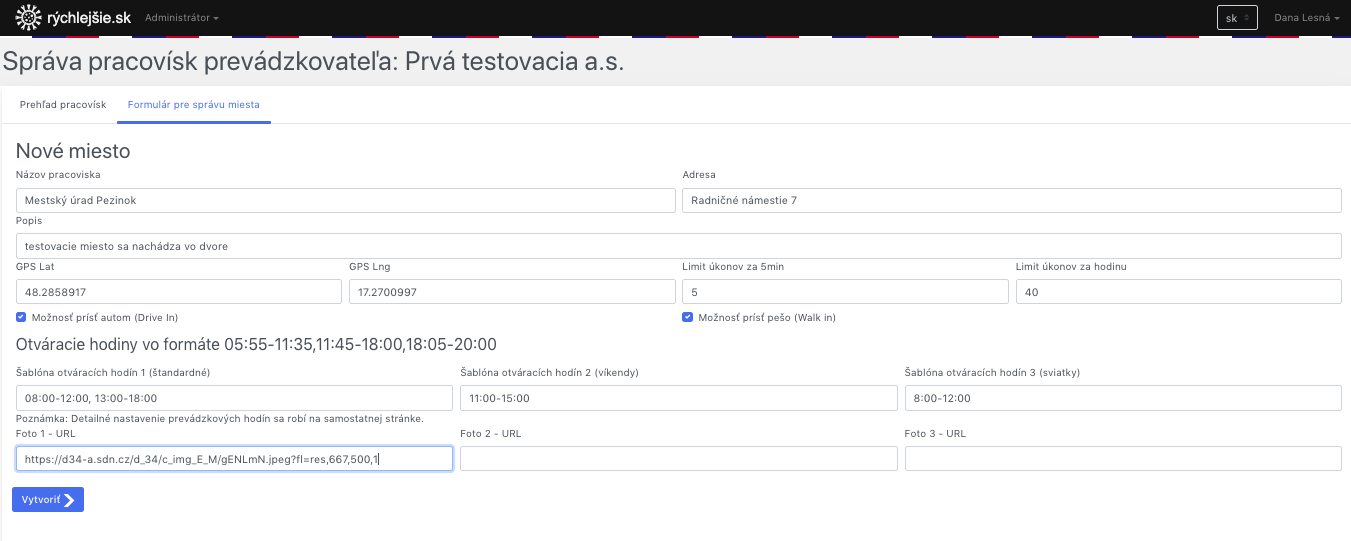 rýchlejšie.sk Administrátor sk Dana Lesná
Správa pracovísk prevádzkovateľa: Prvá testovacia a.s.
Prehľad pracovísk Formulár pre správu miesta
Nové miesto
Názov pracoviska Adresa
Mestský úrad Pezinok Radničné námestie 7
Popis
testovacie miesto sa nachádza vo dvore
GPS Lat GPS Lng Limit úkonov za 5min Limit úkonov za hodinu
48.2858917 17.2700997 5 40
Možnosť prísť autom (Drive In) Možnosť prísť pešo (Walk in)
Otváracie hodiny vo formáte 05:55-11:35,11:45-18:00,18:05-20:00
Šablóna otváracích hodín 1 (štandardné) Šablóna otváracích hodín 2 (víkendy) Šablóna otváracích hodín 3 (sviatky)
08:00-12:00, 13:00-18:00 11:00-15:00 8:00-12:00
Poznámka: Detailné nastavenie prevádzkových hodín sa robí na samostatnej stránke.
Foto 1 - URL Foto 2 - URL Foto 3 - URL
https://d34-a.sdn.cz/d_34/c_img_E_M/gENLmN.jpeg?fl=res,667,500,1
Vytvoriť